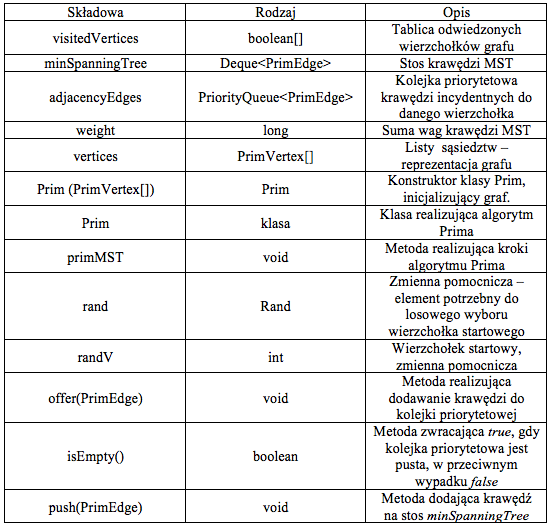 Składowa Rodzaj Opis
visitedVertices boolean[] Tablica odwiedzonych
wierzchołków grafu
minSpanningTree Deque<PrimEdge> Stos krawędzi MST
adjacencyEdges PriorityQueue<PrimEdge> Kolejka priorytetowa
krawędzi incydentnych do
danego wierzchołka
weight long Suma wag krawędzi MST
vertices PrimVertex[] Listy sąsiedztw –
reprezentacja grafu
Prim (PrimVertex[]) Prim Konstruktor klasy Prim,
inicjalizujący graf.
Prim klasa Klasa realizująca algorytm
Prima
primMST void Metoda realizująca kroki
algorytmu Prima
rand Rand Zmienna pomocnicza –
element potrzebny do
losowego wyboru
wierzchołka startowego
randV int Wierzchołek startowy,
zmienna pomocnicza
offer(PrimEdge) void Metoda realizująca
dodawanie krawędzi do
kolejki priorytetowej
isEmpty() boolean Metoda zwracająca true, gdy
kolejka priorytetowa jest
pusta, w przeciwnym
wypadku false
push(PrimEdge) void Metoda dodająca krawędź
na stos minSpanningTree